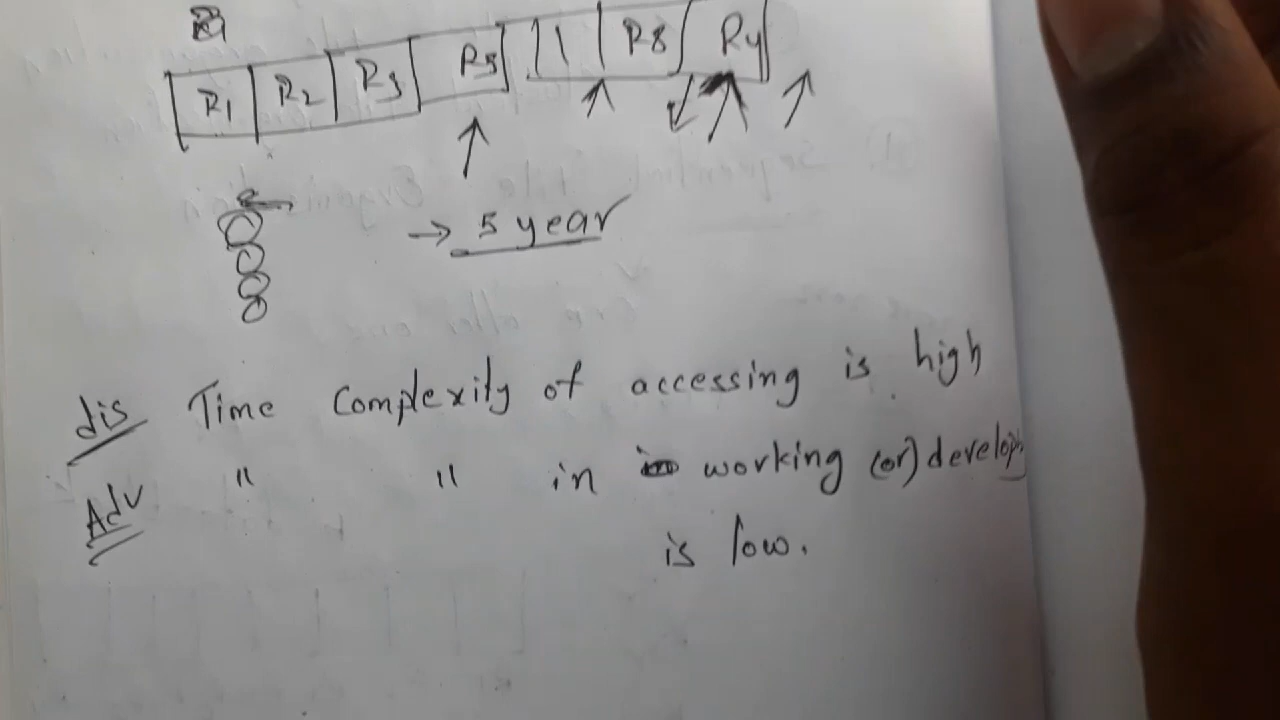 R1 R2 R3 R5 R8 R4
→ 5 year
dis Time Complexity of accessing is high
Adv " " in working (or) develop
is low.